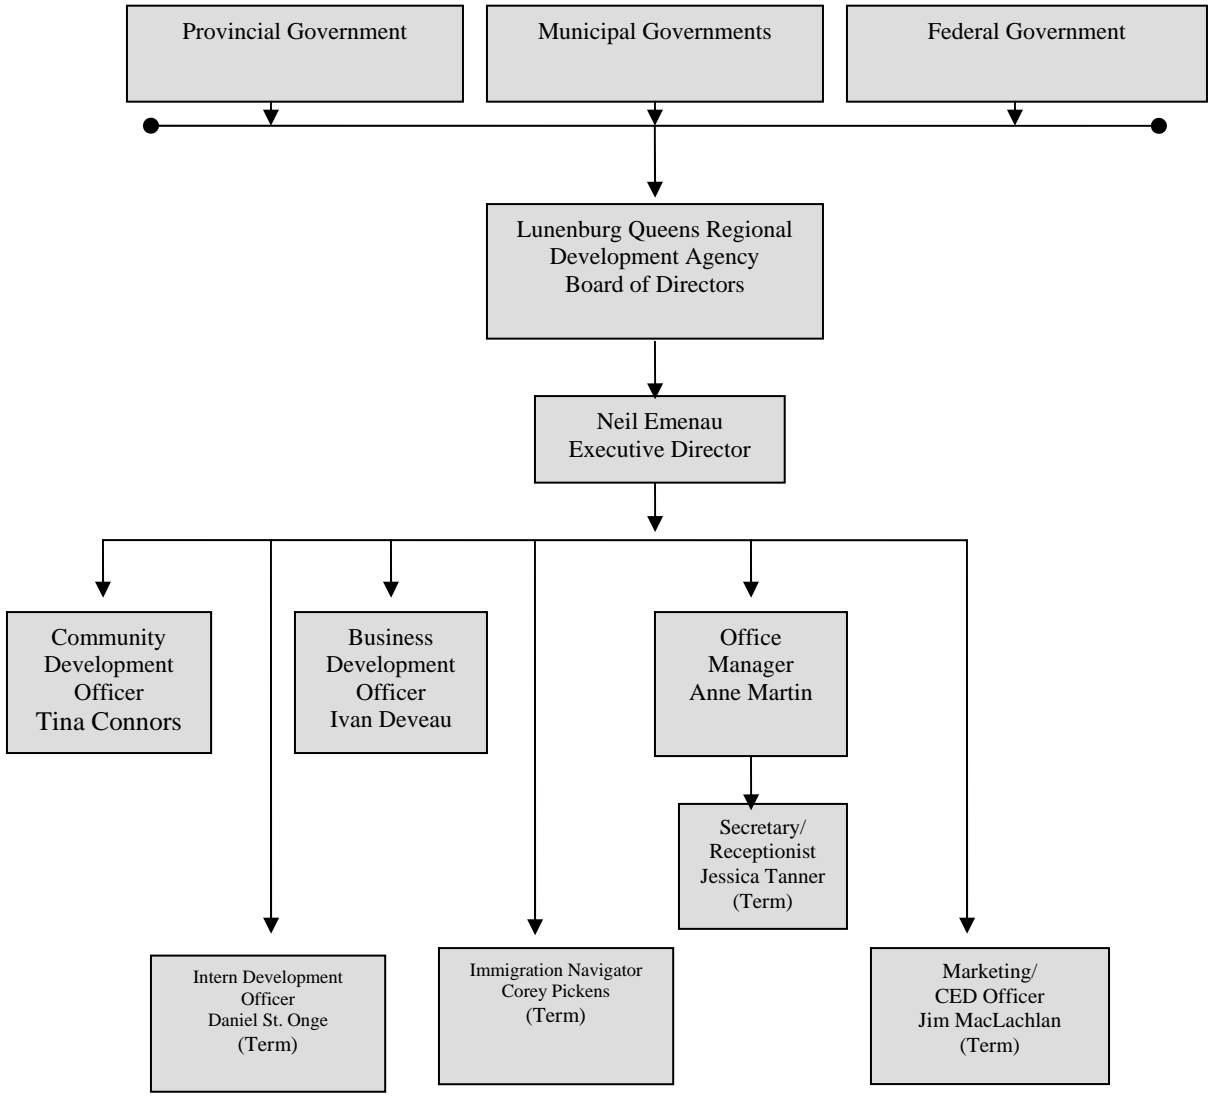 Provincial Government
Municipal Governments
Federal Government
Lunenburg Queens Regional
Development Agency
Board of Directors
Neil Emenau
Executive Director
Community
Development
Officer
Tina Connors
Business
Development
Officer
Ivan Deveau
Office
Manager
Anne Martin
Secretary/
Receptionist
Jessica Tanner
(Term)
Intern Development
Officer
Daniel St. Onge
(Term)
Immigration Navigator
Corey Pickens
(Term)
Marketing/
CED Officer
Jim MacLachlan
(Term)